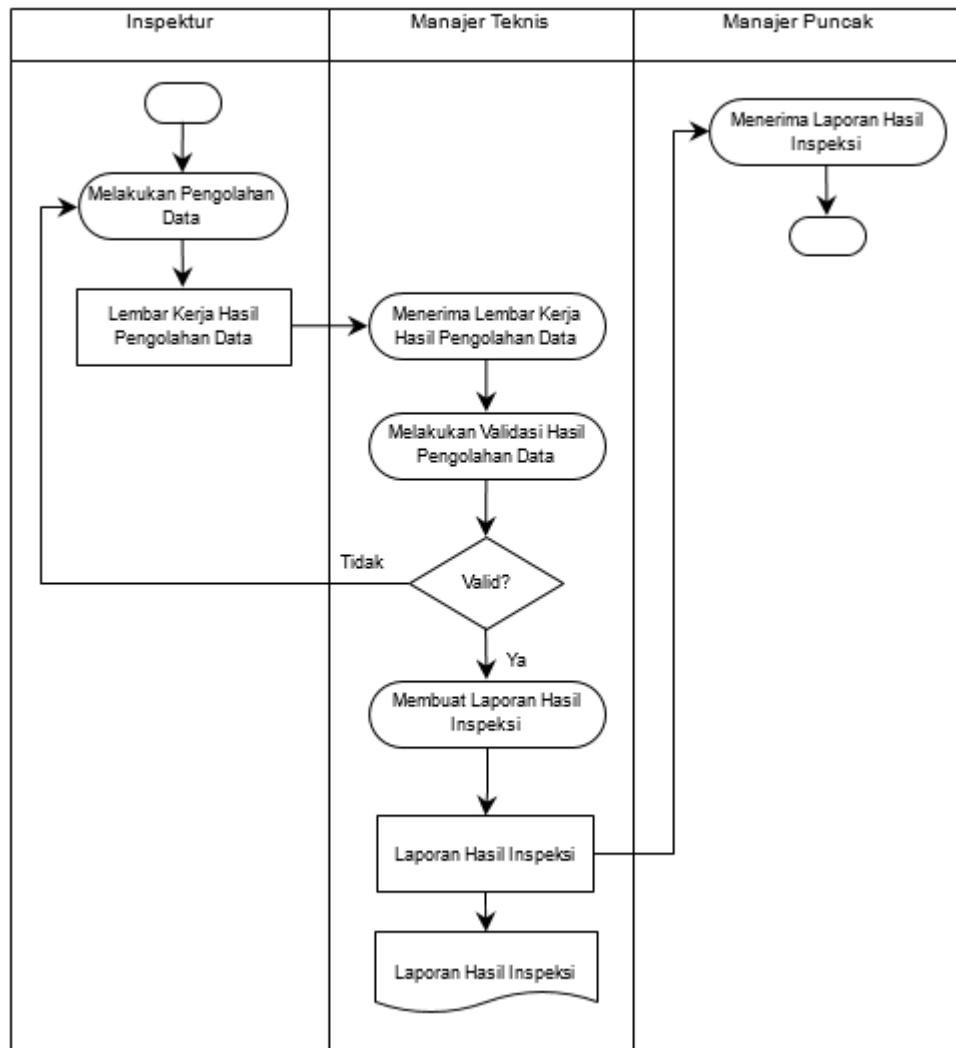 Inspektur
Manajer Teknis
Manajer Puncak
Menerima Laporan Hasil
Inspeksi
Melakukan Pengolahan
Data
Lembar Kerja Hasil
Pengolahan Data
Menerima Lembar Kerja
Hasil Pengolahan Data
Melakukan Validasi Hasil
Pengolahan Data
Tidak
Valid?
Ya
Membuat Laporan Hasil
Inspeksi
Laporan Hasil Inspeksi
Laporan Hasil Inspeksi